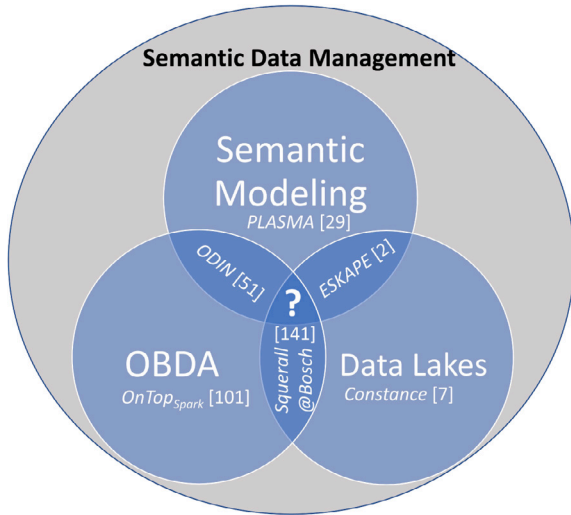 Semantic Data Management
Semantic
Modeling
PLASMA [29]
ODIN [51]
ESKAPE [2]
?
OBDA
OnTopSpark [101]
[141]
Squerall
@Bosch
Data Lakes
Constance [7]